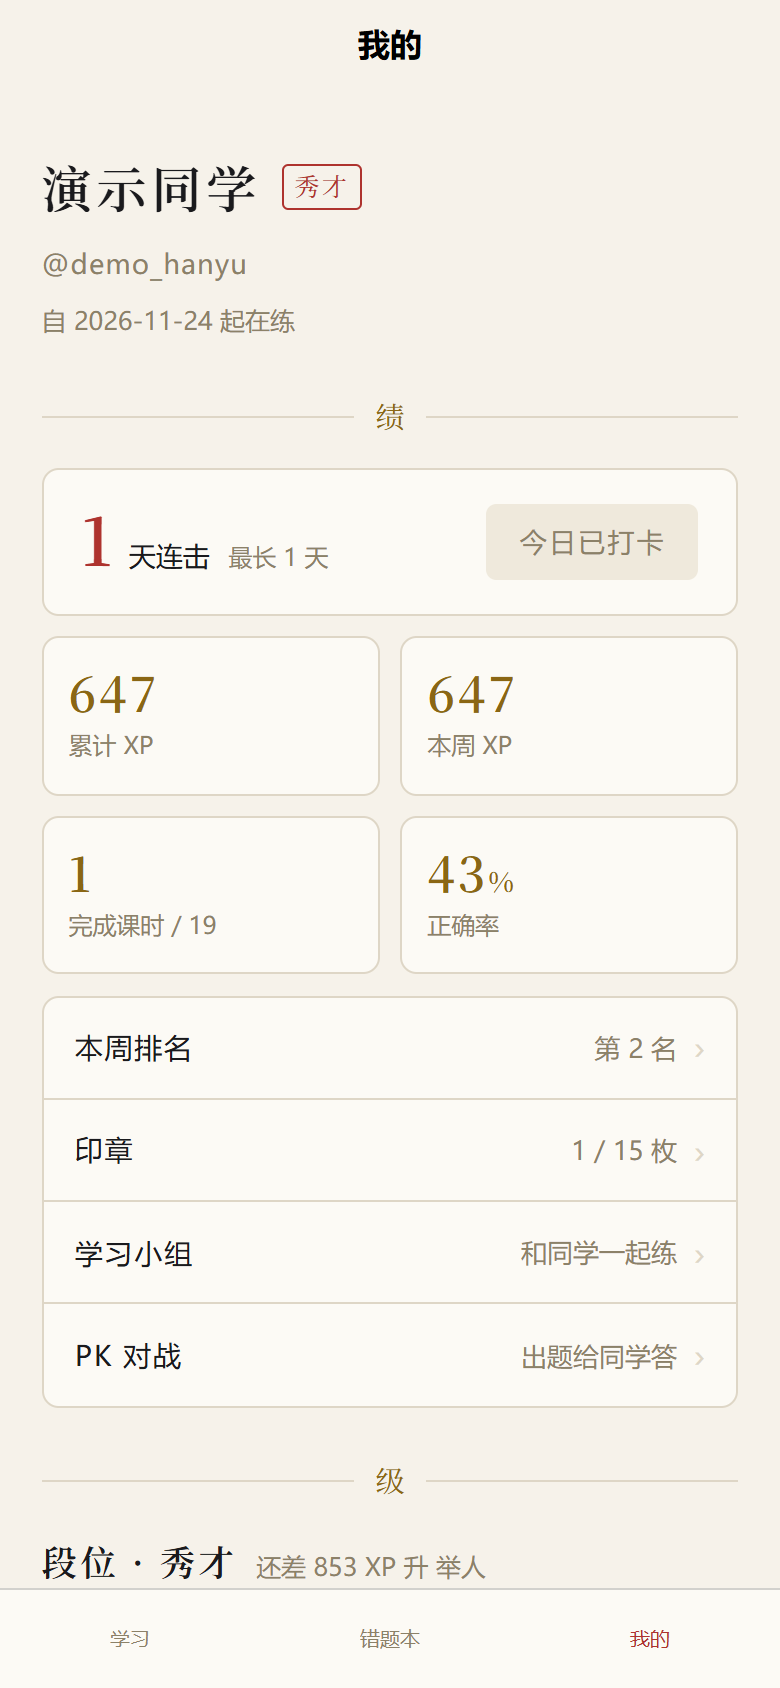 我的
演示同学 秀才
@demo_hanyu
自 2026-11-24 起在练
绩
1 天连击 最长 1 天 今日已打卡
647 647
累计 XP 本周 XP
1 43%
完成课时 / 19 正确率
本周排名 第 2 名 ›
印章 1 / 15 枚 ›
学习小组 和同学一起练 ›
PK 对战 出题给同学答 ›
级
段位 · 秀才 还差 853 XP 升 举人
学习 错题本 我的